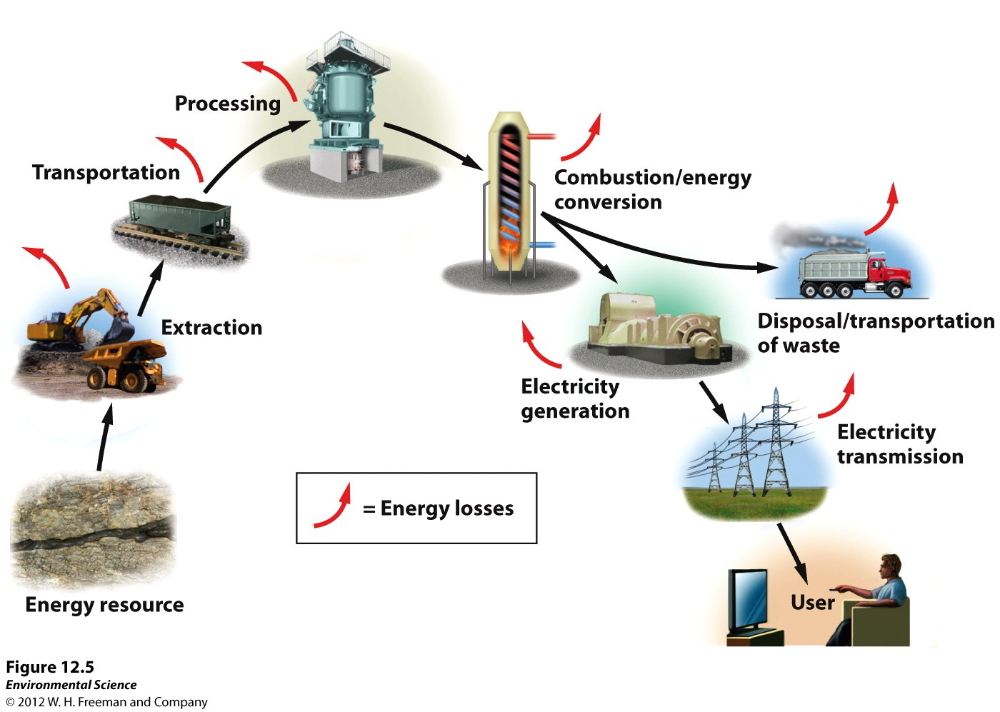 Processing
Transportation
Combustion/energy
conversion
Extraction
Disposal/transportation
of waste
Electricity
generation
Electricity
transmission
= Energy losses
Energy resource
User
Figure 12.5
Environmental Science
© 2012 W. H. Freeman and Company